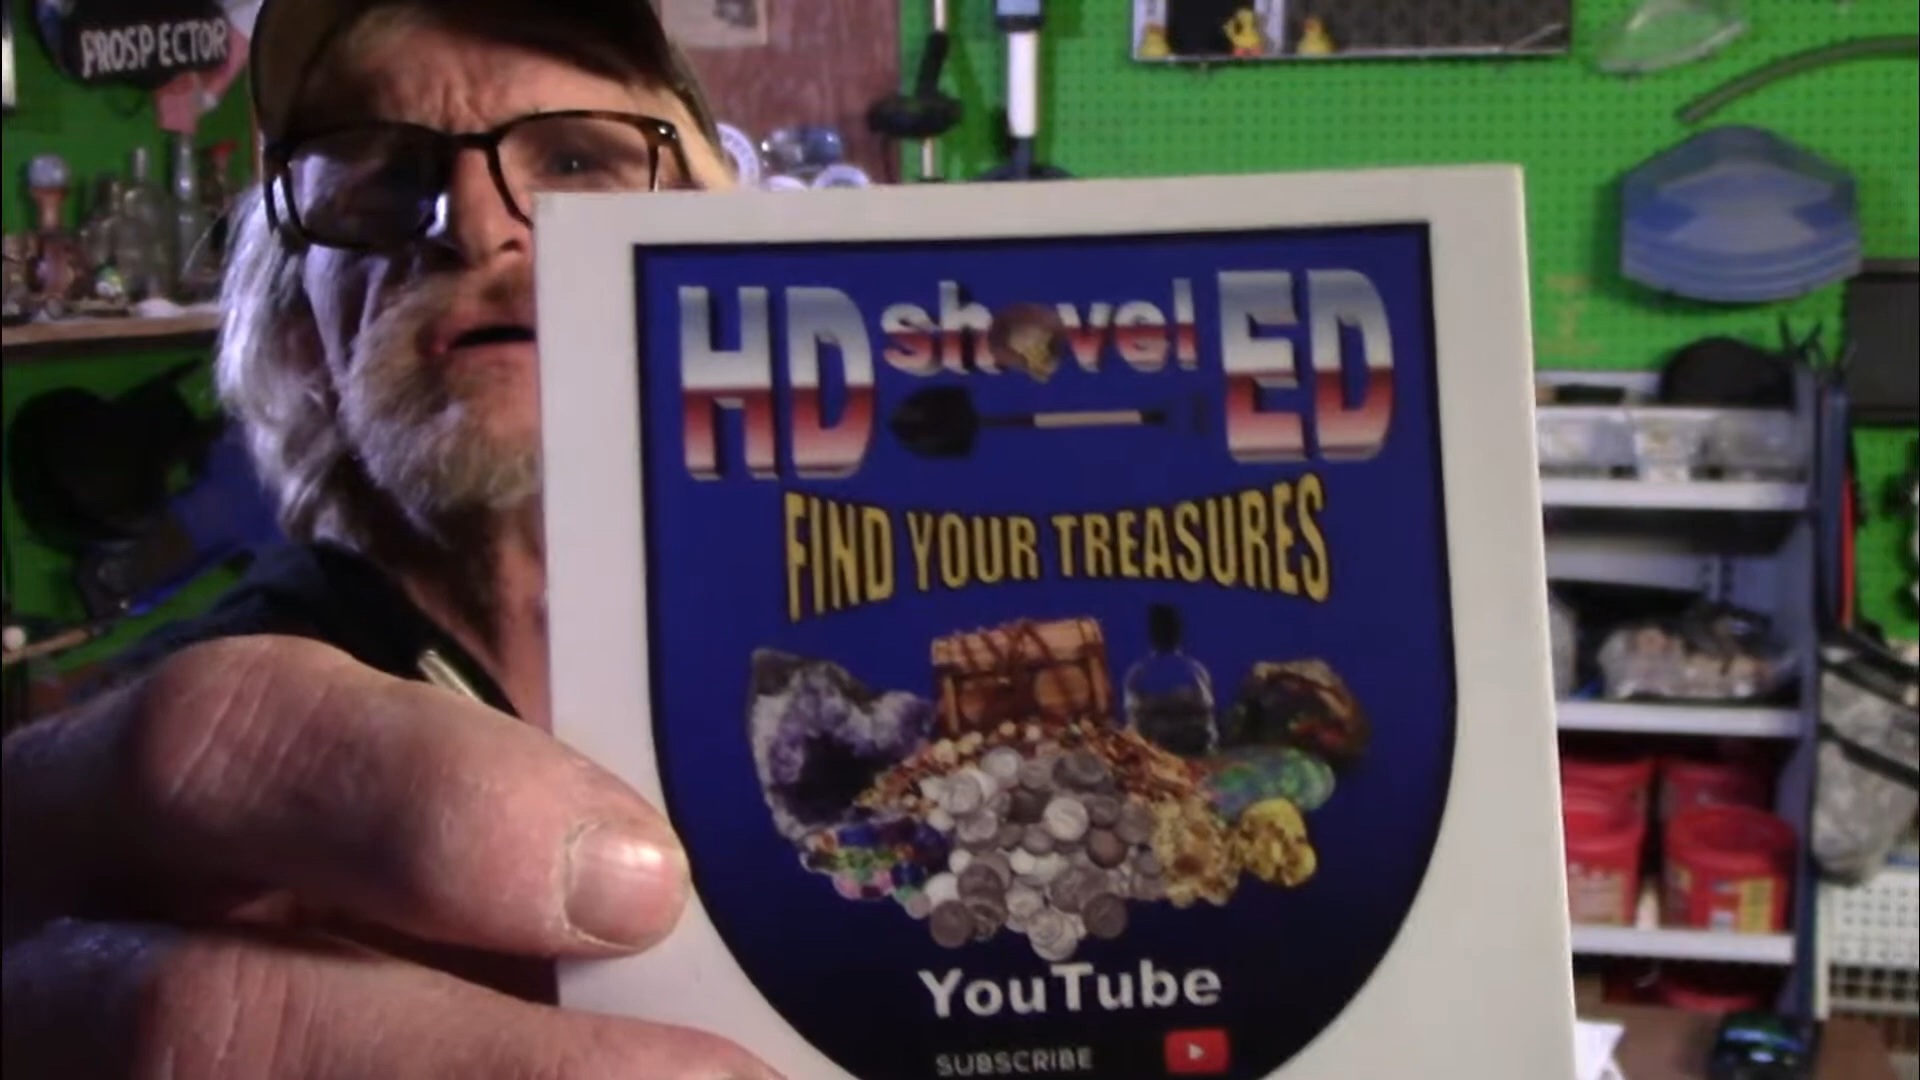 PROSPECTOR
HD shovel ED
FIND YOUR TREASURES
YouTube
SUBSCRIBE